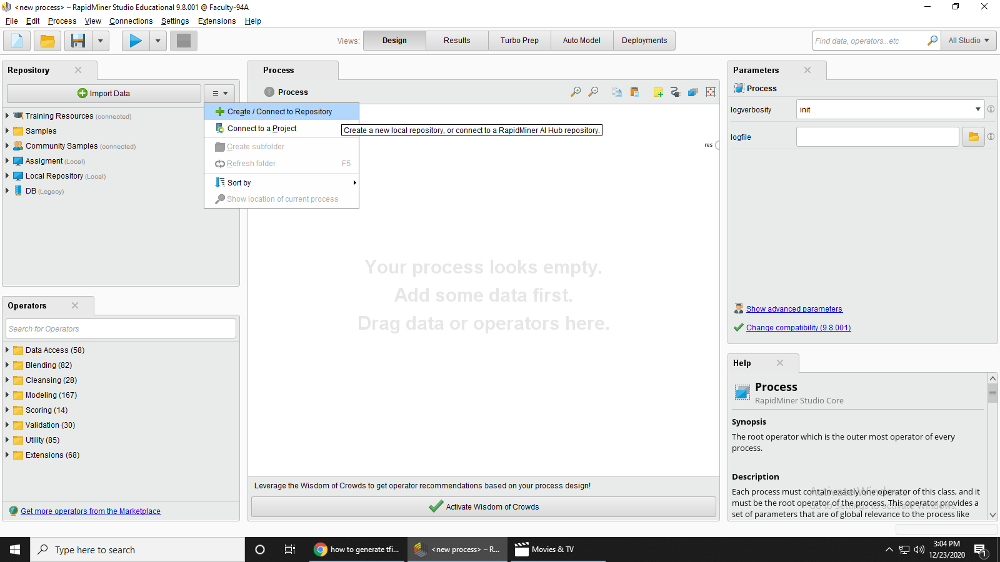 <new process> – RapidMiner Studio Educational 9.8.001 @ Faculty-94A
File Edit Process View Connections Settings Extensions Help
Views: Design Results Turbo Prep Auto Model Deployments
Find data, operators...etc
All Studio
Repository
Import Data
Training Resources (connected)
Samples
Community Samples (connected)
Assigment (Local)
Local Repository (Local)
DB (Legacy)
Create / Connect to Repository
Connect to a Project
Create subfolder
Refresh folder F5
Sort by
Show location of current process
Create a new local repository, or connect to a RapidMiner AI Hub repository.
Operators
Search for Operators
Data Access (58)
Blending (82)
Cleansing (28)
Modeling (167)
Scoring (14)
Validation (30)
Utility (85)
Extensions (68)
Get more operators from the Marketplace
Process
Process
res
Your process looks empty.
Add some data first.
Drag data or operators here.
Leverage the Wisdom of Crowds to get operator recommendations based on your process design!
Activate Wisdom of Crowds
Parameters
Process
logverbosity init
logfile
Show advanced parameters
Change compatibility (9.8.001)
Help
Process
RapidMiner Studio Core
Synopsis
The root operator which is the outer most operator of every
process.
Description
Each process must contain exactly one operator of this class, and it
must be the root operator of the process. This operator provides a
set of parameters that are of global relevance to the process like
Activate Windows
Go to Settings to activate Windows.
Type here to search
how to generate tfi...
<new process> – R...
Movies & TV
3:04 PM
12/23/2020
1